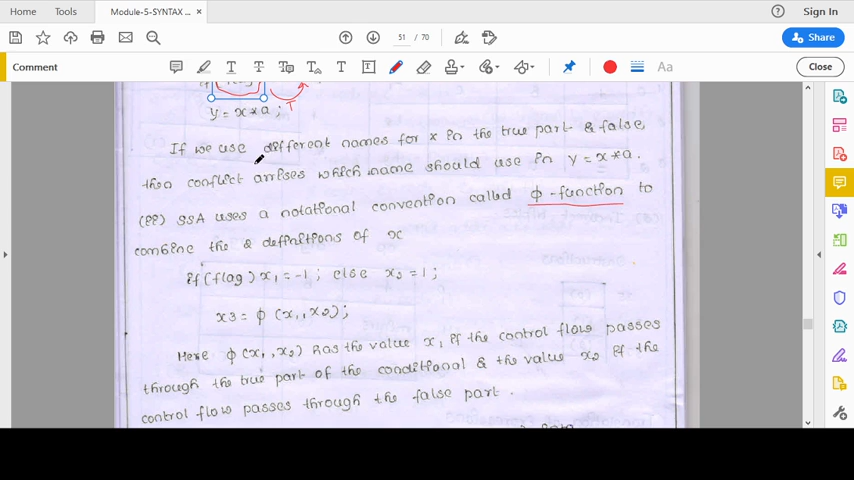 Home Tools Module-5-SYNTAX ... × Sign In
51 / 70 Share
Comment Close
y = x*a;
If we use different names for x in the true part & false
then conflict arises which name should use in y = x*a.
(ii) SSA uses a notational convention called ϕ-function to
combine the 2 definitions of x
if(flag) x1 = -1; else x2 = 1;
x3 = ϕ (x1, x2);
Here ϕ(x1, x2) has the value x1 if the control flow passes
through the true part of the conditional & the value x2 if the
control flow passes through the false part.